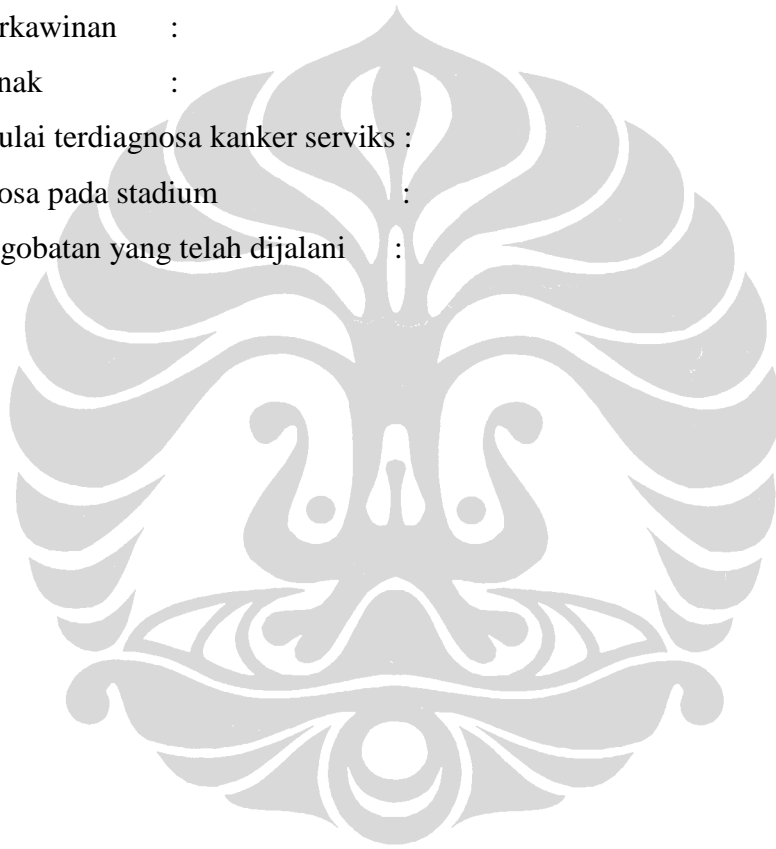 rkawinan :
nak :
ulai terdiagnosa kanker serviks :
osa pada stadium :
gobatan yang telah dijalani :